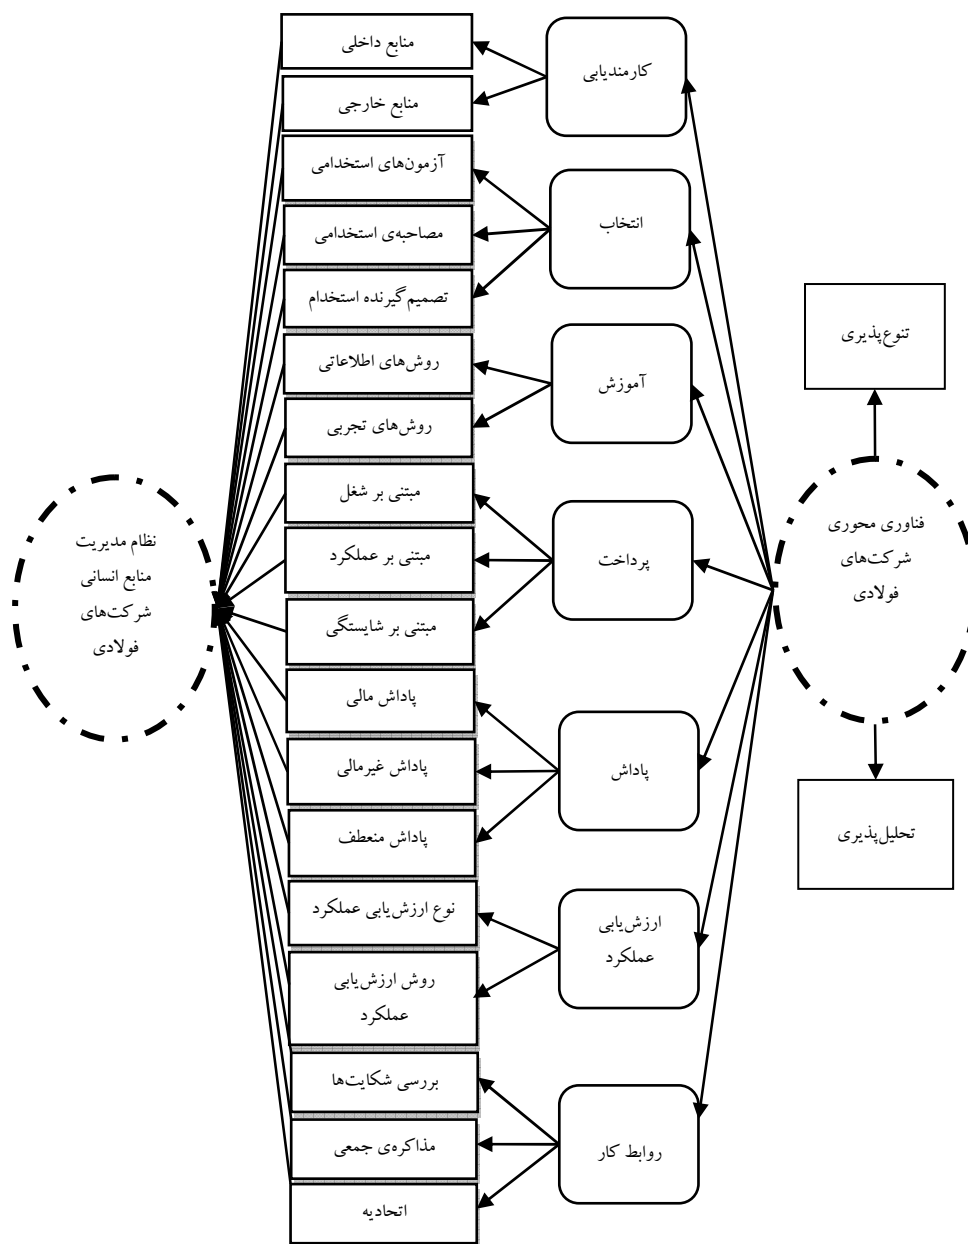 تنوع‌پذیری
فناوری محوری
شرکت‌های
فولادی
تحلیل‌پذیری
کارمندیابی
انتخاب
آموزش
پرداخت
پاداش
ارزش‌یابی
عملکرد
روابط کار
منابع داخلی
منابع خارجی
آزمون‌های استخدامی
مصاحبه‌ی استخدامی
تصمیم‌گیرنده استخدام
روش‌های اطلاعاتی
روش‌های تجربی
مبتنی بر شغل
مبتنی بر عملکرد
مبتنی بر شایستگی
پاداش مالی
پاداش غیرمالی
پاداش منعطف
نوع ارزش‌یابی عملکرد
روش ارزش‌یابی
عملکرد
بررسی شکایت‌ها
مذاکره‌ی جمعی
اتحادیه
نظام مدیریت
منابع انسانی
شرکت‌های
فولادی